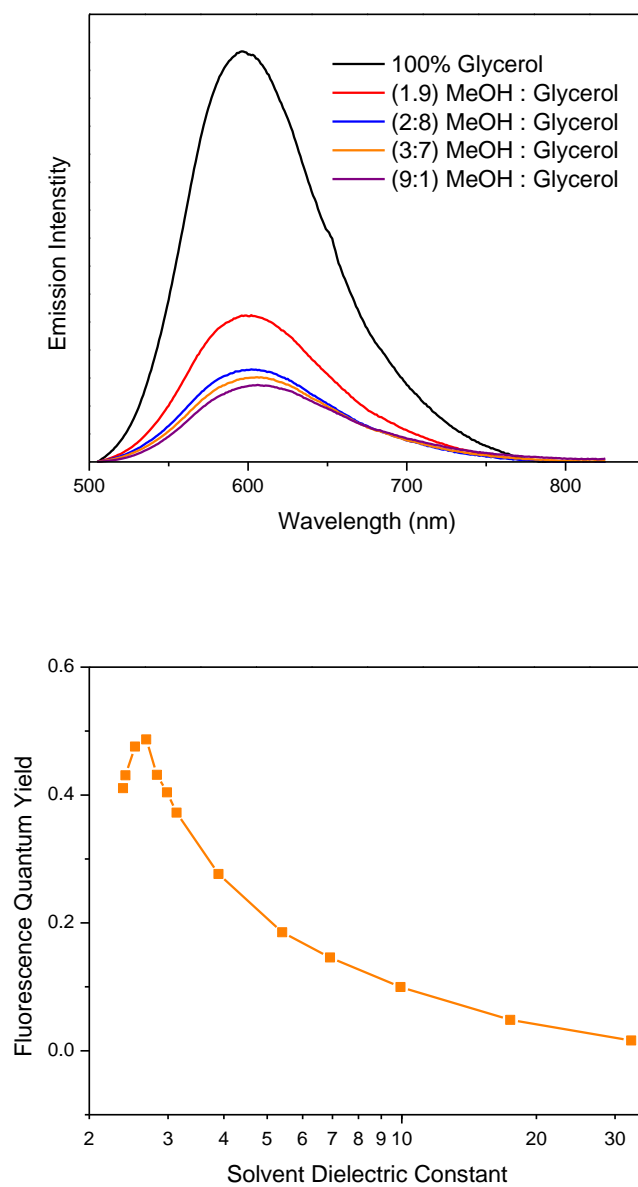 100% Glycerol
(1.9) MeOH : Glycerol
(2:8) MeOH : Glycerol
(3:7) MeOH : Glycerol
(9:1) MeOH : Glycerol
Emission Intenstity
500 600 700 800
Wavelength (nm)
0.6
0.4
0.2
0.0
Fluorescence Quantum Yield
2 3 4 5 6 7 8 9 10 20 30
Solvent Dielectric Constant